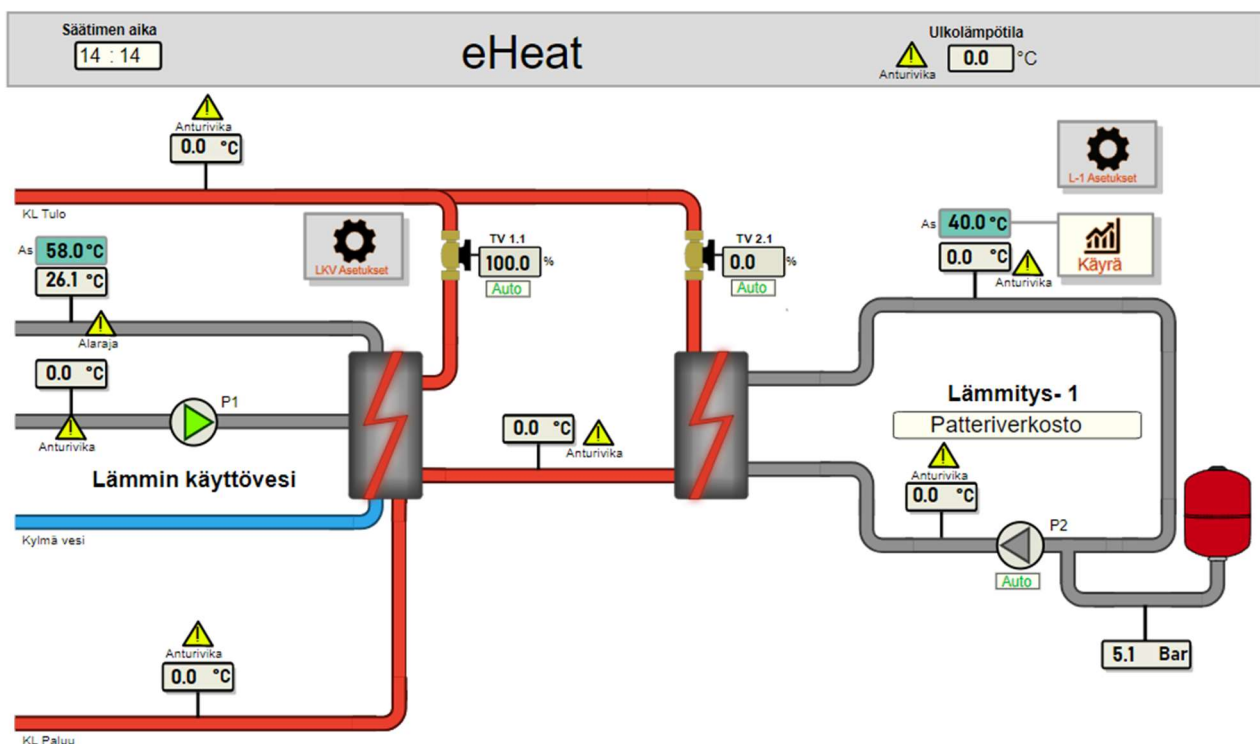 Säätimen aika
14 : 14
eHeat
Ulkolämpötila
0.0 °C
Anturivika
Anturivika
0.0 °C
KL Tulo
LKV Asetukset
TV 1.1
100.0 %
Auto
TV 2.1
0.0 %
Auto
L-1 Asetukset
As 40.0 °C
0.0 °C
Anturivika
Käyrä
As 58.0 °C
26.1 °C
Alaraja
0.0 °C
Anturivika
P1
Lämmin käyttövesi
Kylmä vesi
0.0 °C
Anturivika
Lämmitys- 1
Patteriverkosto
Anturivika
0.0 °C
P2
Auto
5.1 Bar
Anturivika
0.0 °C
KL Paluu